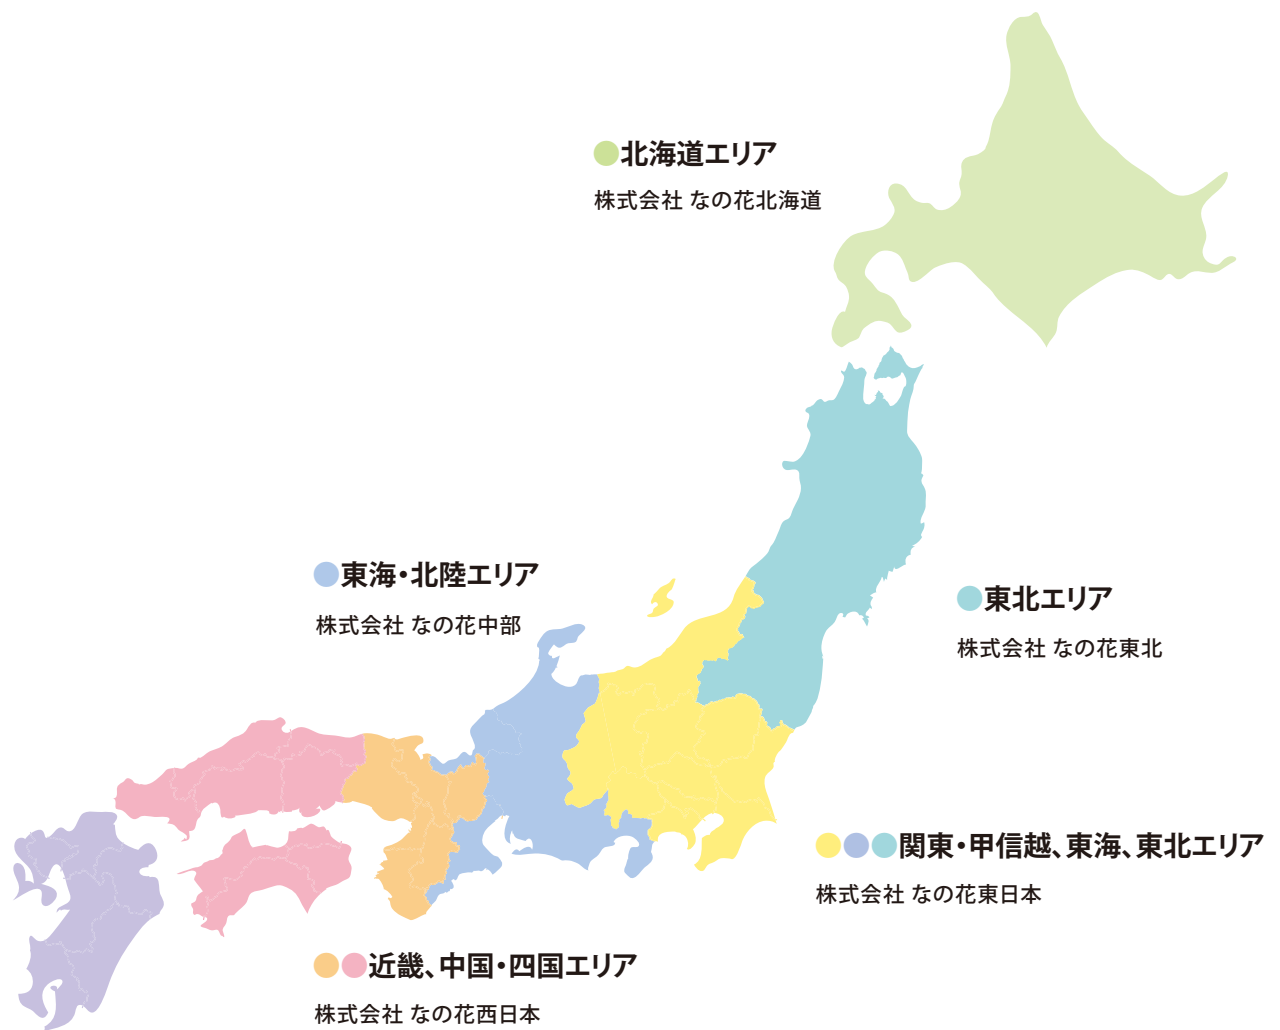 北海道エリア
株式会社 なの花北海道
東海・北陸エリア
株式会社 なの花中部
東北エリア
株式会社 なの花東北
関東・甲信越、東海、東北エリア
株式会社 なの花東日本
近畿、中国・四国エリア
株式会社 なの花西日本